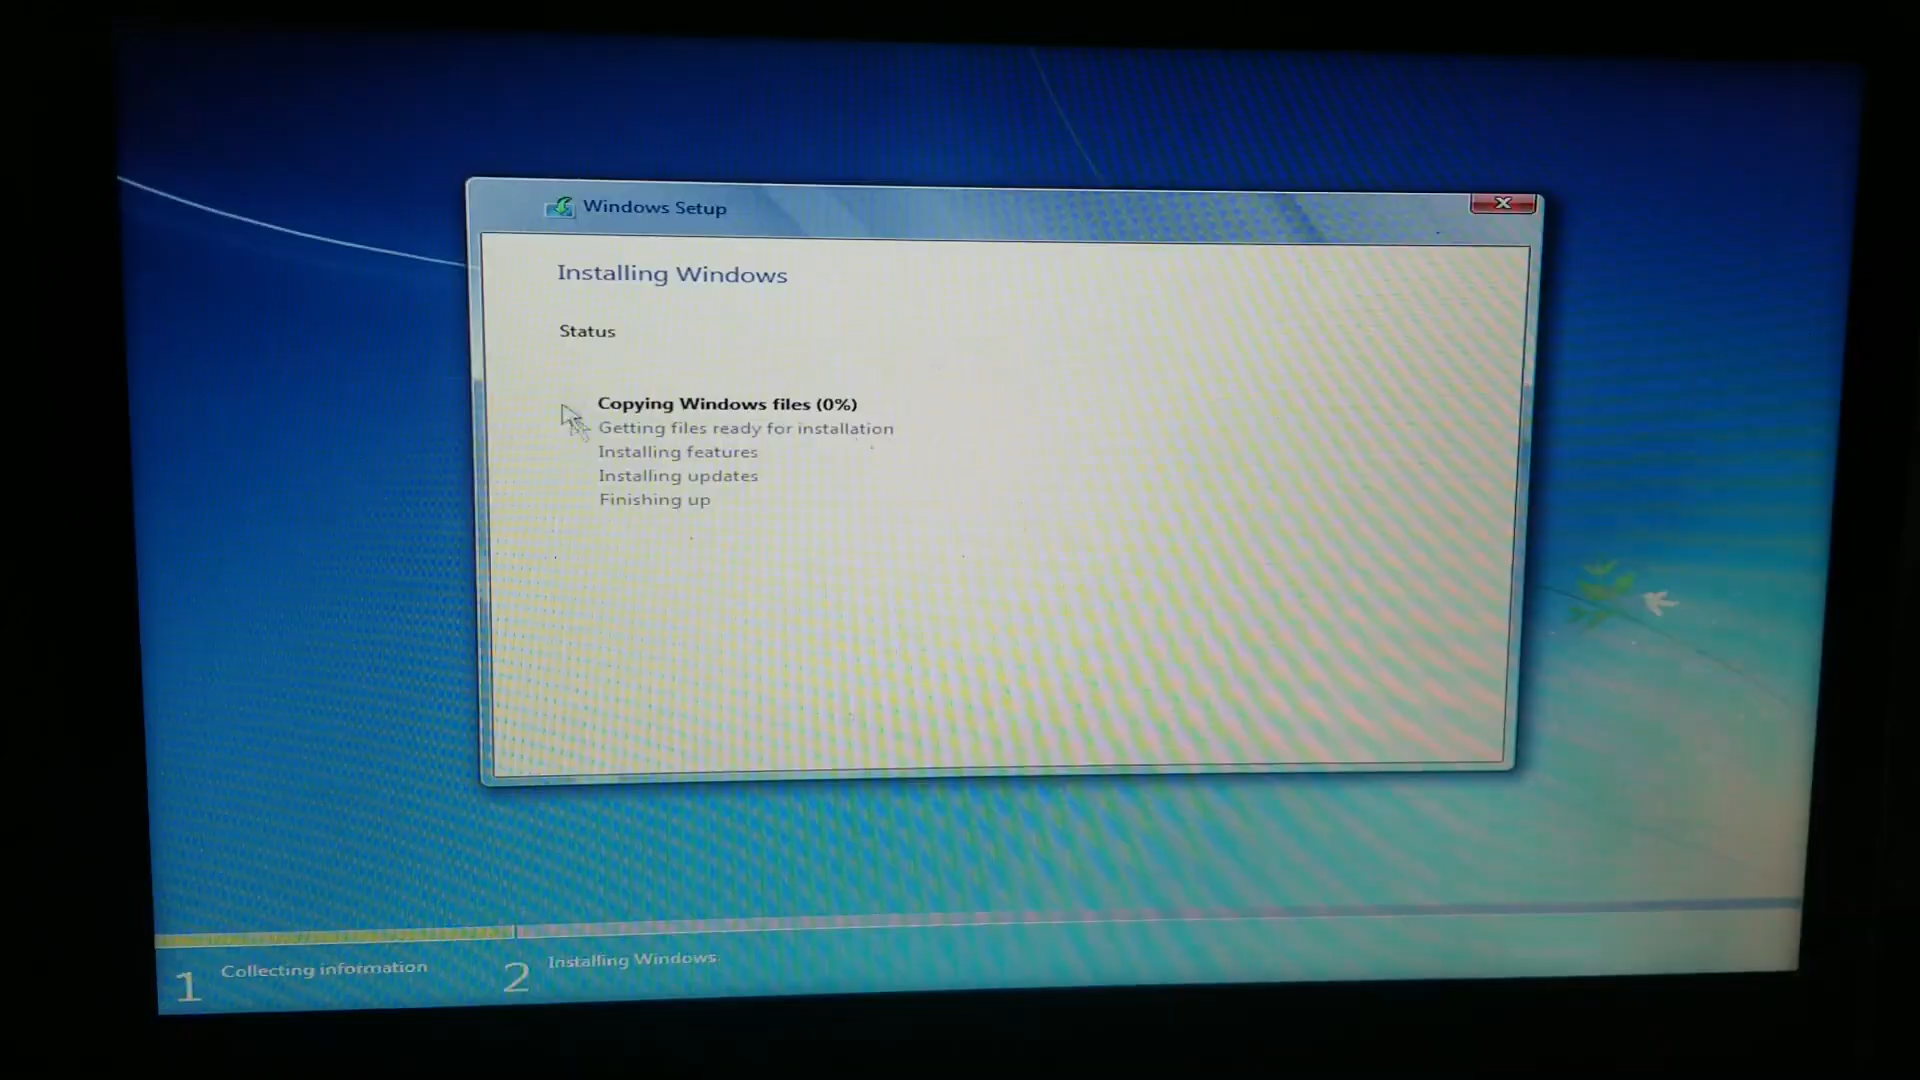 Windows Setup
Installing Windows
Status
Copying Windows files (0%)
Getting files ready for installation
Installing features
Installing updates
Finishing up
1 Collecting information
2 Installing Windows